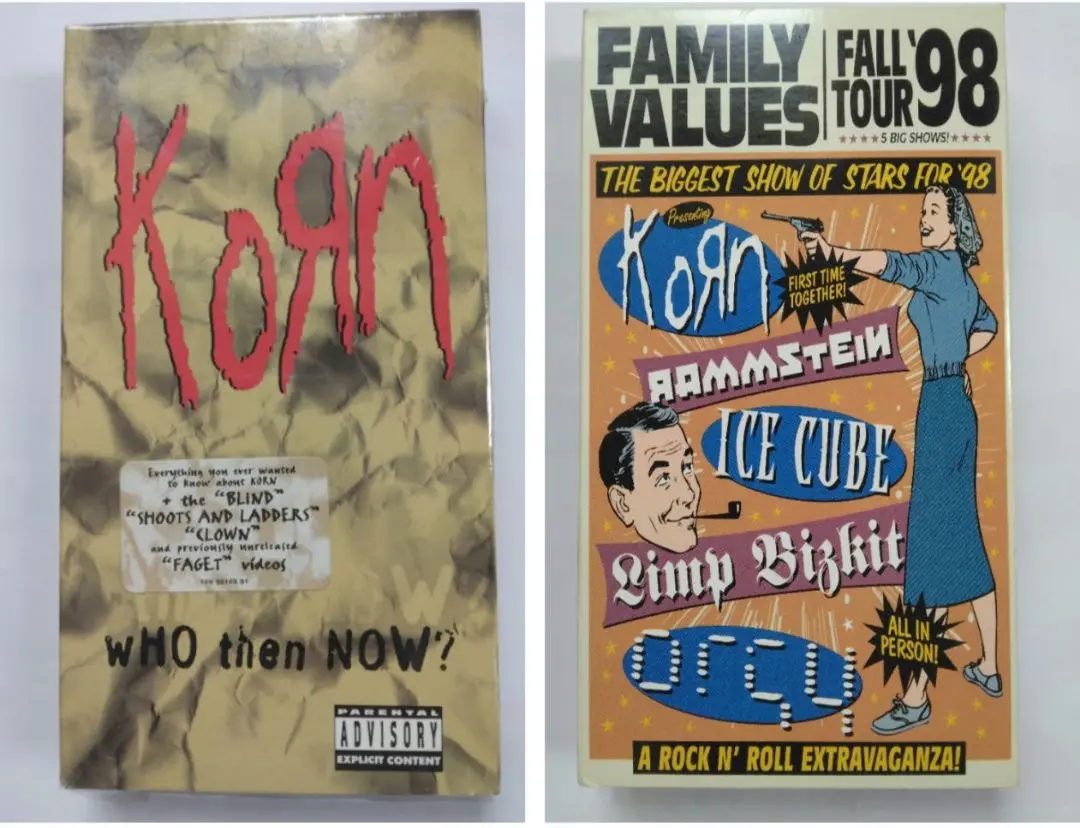 KoЯn
Everything you ever wanted
to know about KORN
+ the "BLIND"
"SHOOTS AND LADDERS"
"CLOWN"
and previously unreleased
"FAGET" videos
wHO then NOW?
PARENTAL
ADVISORY
EXPLICIT CONTENT
FAMILY
VALUES
FALL
TOUR
'98
★★★★5 BIG SHOWS!★★★★
THE BIGGEST SHOW OF STARS FOR '98
Presenting
KoЯn
FIRST TIME
TOGETHER!
RAMMSTEIN
ICE CUBE
Limp Bizkit
orgy
ALL IN
PERSON!
A ROCK N' ROLL EXTRAVAGANZA!